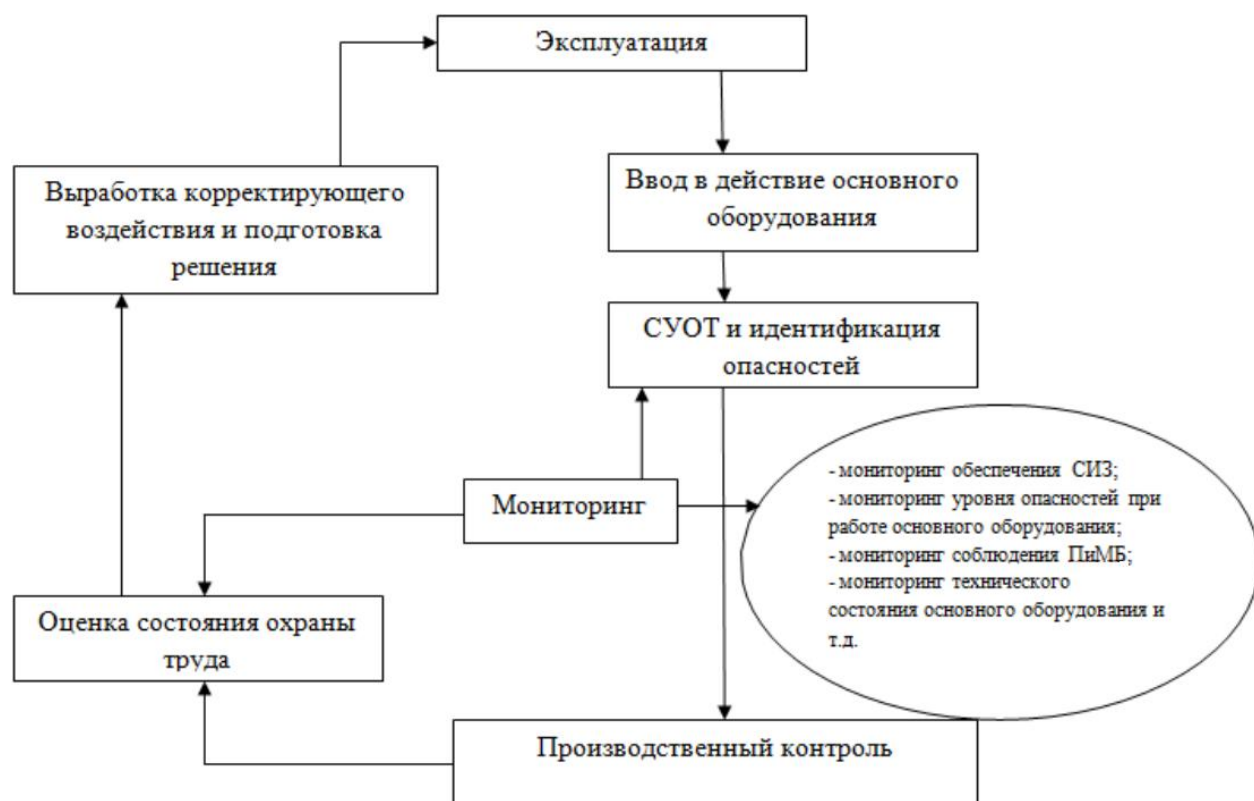 Эксплуатация
Ввод в действие основного
оборудования
Выработка корректирующего
воздействия и подготовка
решения
СУОТ и идентификация
опасностей
Мониторинг
- мониторинг обеспечения СИЗ;
- мониторинг уровня опасностей при
работе основного оборудования;
- мониторинг соблюдения ПиМБ;
- мониторинг технического
состояния основного оборудования и
т.д.
Оценка состояния охраны
труда
Производственный контроль